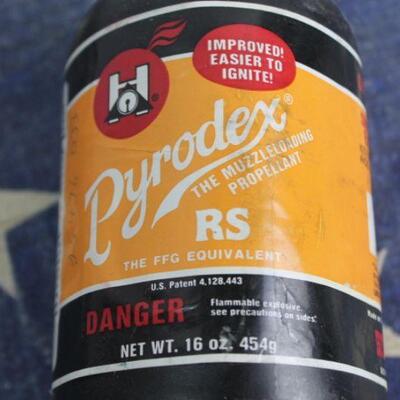 IMPROVED!
EASIER TO
IGNITE!
H
®
Pyrodex®
THE MUZZLELOADING
PROPELLANT
RS
THE FFG EQUIVALENT
U.S. Patent 4,128,443
DANGER
Flammable explosive,
see precautions on sides.
NET WT. 16 oz. 454g